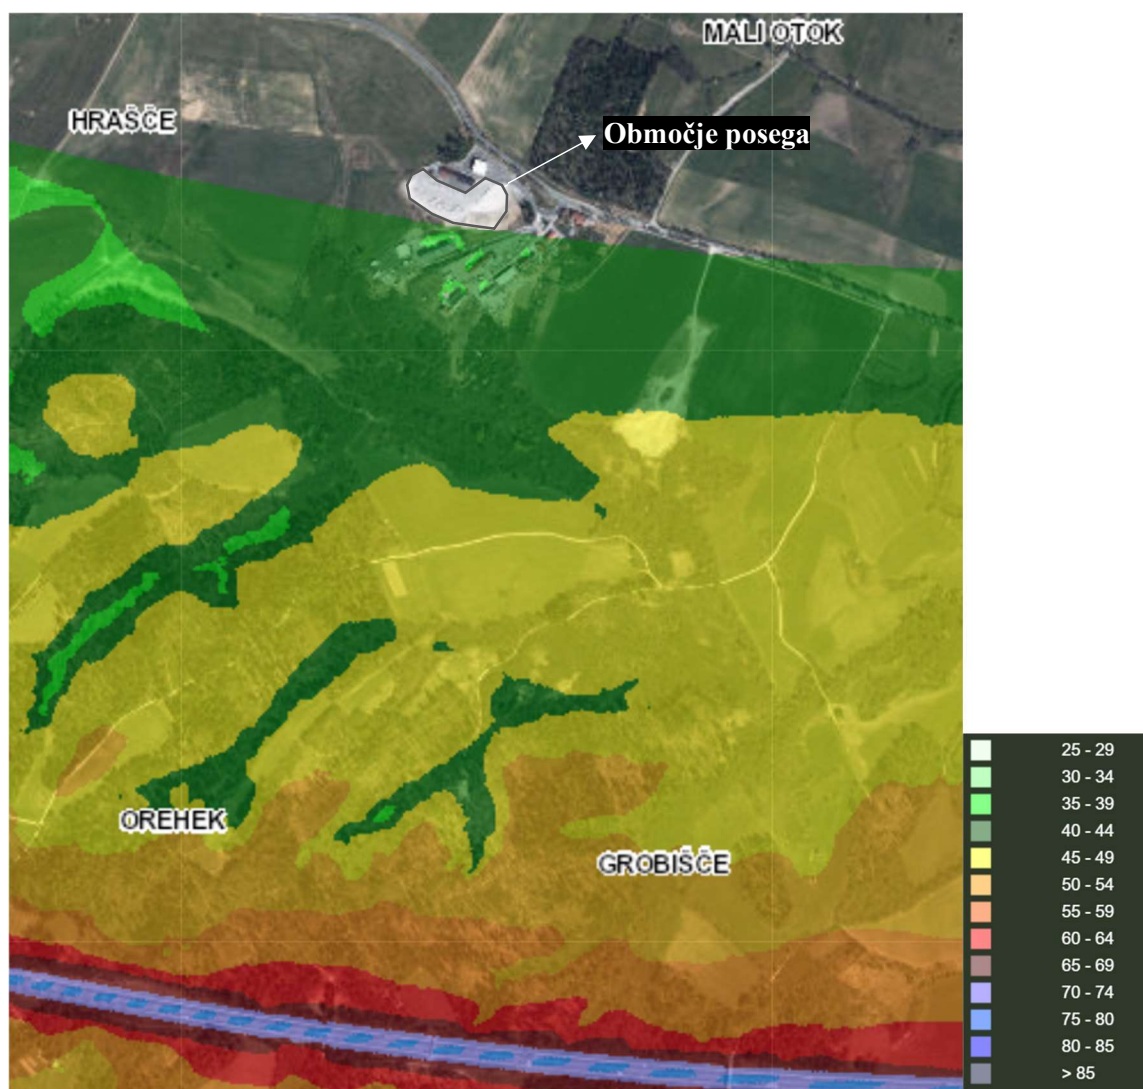 MALI OTOK
HRAŠČE
Območje posega
OREHEK
GROBIŠČE
25 - 29
30 - 34
35 - 39
40 - 44
45 - 49
50 - 54
55 - 59
60 - 64
65 - 69
70 - 74
75 - 80
80 - 85
> 85